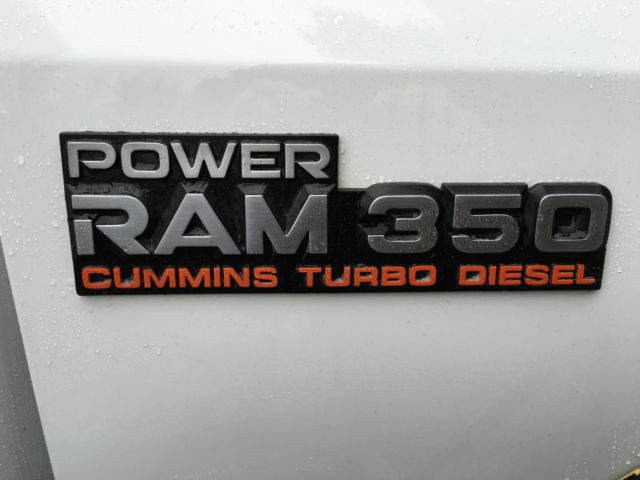 POWER
RAM 350
CUMMINS TURBO DIESEL